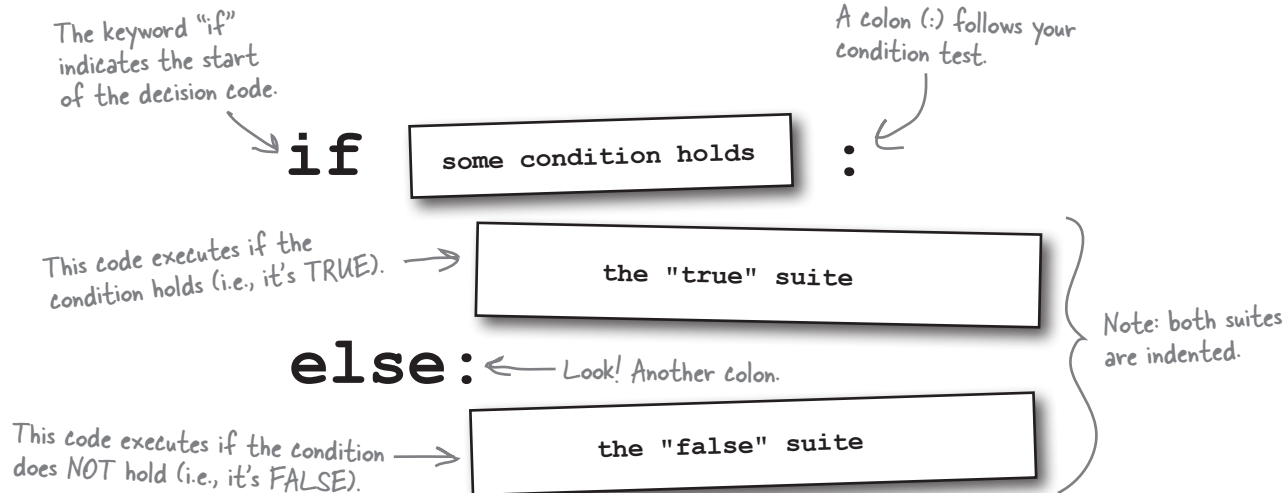 The keyword "if"
indicates the start
of the decision code.
A colon (:) follows your
condition test.
if some condition holds :
This code executes if the
condition holds (i.e., it's TRUE).
the "true" suite
Note: both suites
are indented.
else:
Look! Another colon.
This code executes if the condition
does NOT hold (i.e., it's FALSE).
the "false" suite